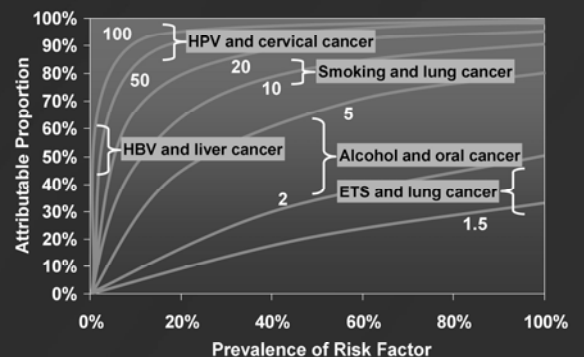 100%
90%
80%
70%
60%
50%
40%
30%
20%
10%
0%
Attributable Proportion
100
HPV and cervical cancer
50
20
Smoking and lung cancer
10
5
HBV and liver cancer
Alcohol and oral cancer
ETS and lung cancer
2
1.5
0% 20% 40% 60% 80% 100%
Prevalence of Risk Factor